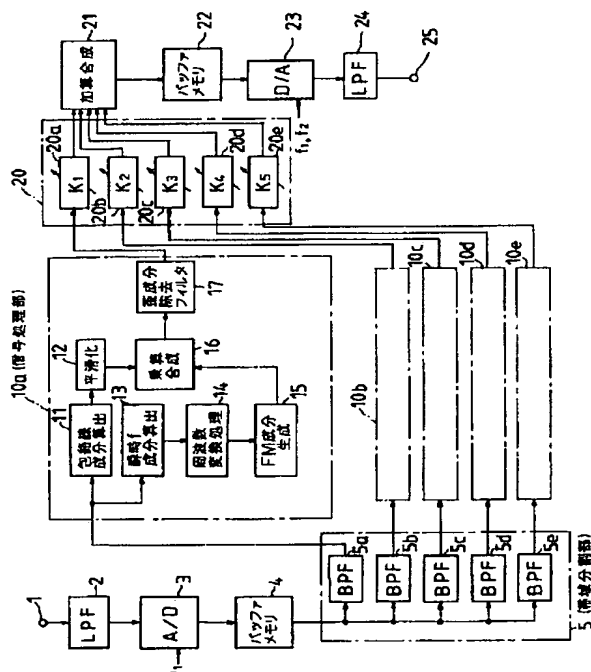 1
2
LPF
3
A/D
4
バッファ
メモリ
5a
BPF
5b
BPF
5c
BPF
5d
BPF
5e
BPF
5 (帯域分割部)
10a (信号処理部)
11
包絡線
成分算出
12
平滑化
13
瞬時f
成分算出
14
周波数
変換処理
15
FM成分
生成
16
乗算
合成
17
歪成分
除去
フィルタ
10b
10c
10d
10e
20
20a
K1
20b
K2
20c
K3
20d
K4
20e
K5
21
加算合成
22
バッファ
メモリ
23
D/A
f1, f2
24
LPF
25